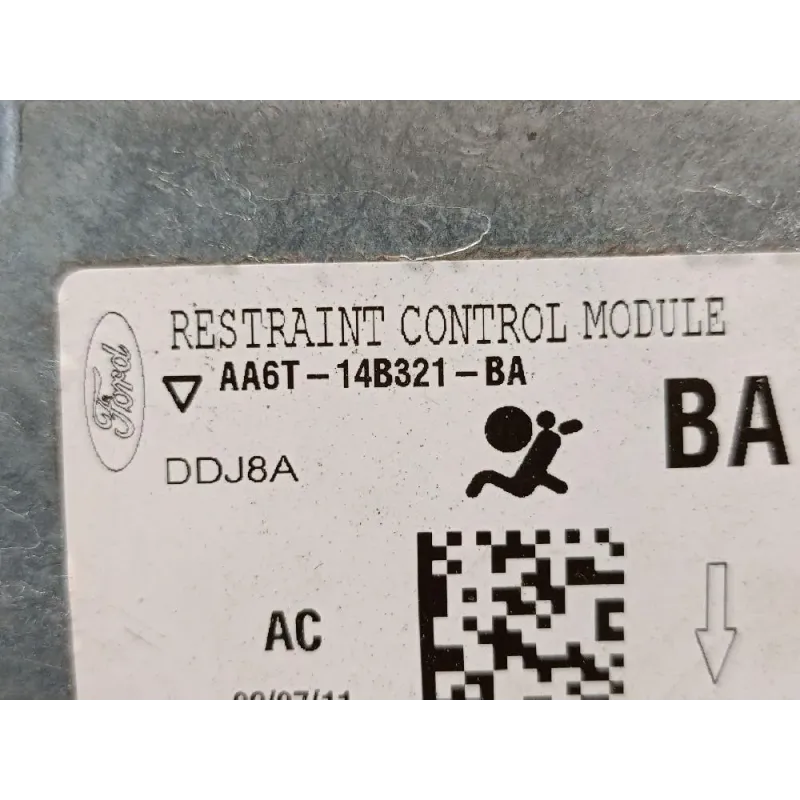 RESTRAINT CONTROL MODULE
Ford
AA6T-14B321-BA
BA
DDJ8A
AC